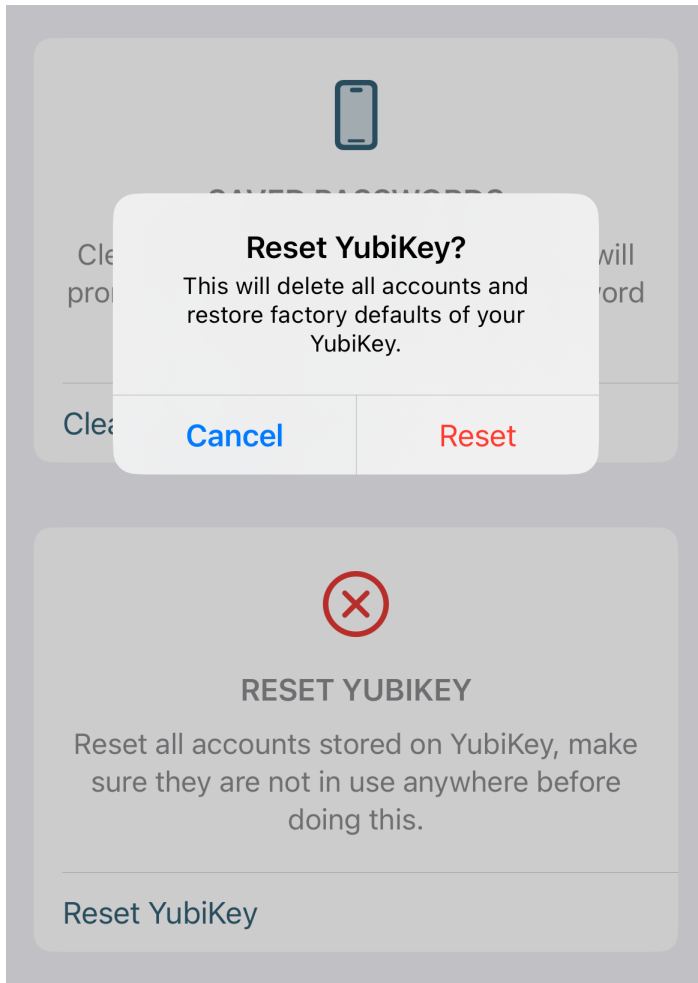 Reset YubiKey?
This will delete all accounts and
restore factory defaults of your
YubiKey.
will
Cancel
Reset
RESET YUBIKEY
Reset all accounts stored on YubiKey, make
sure they are not in use anywhere before
doing this.
Reset YubiKey